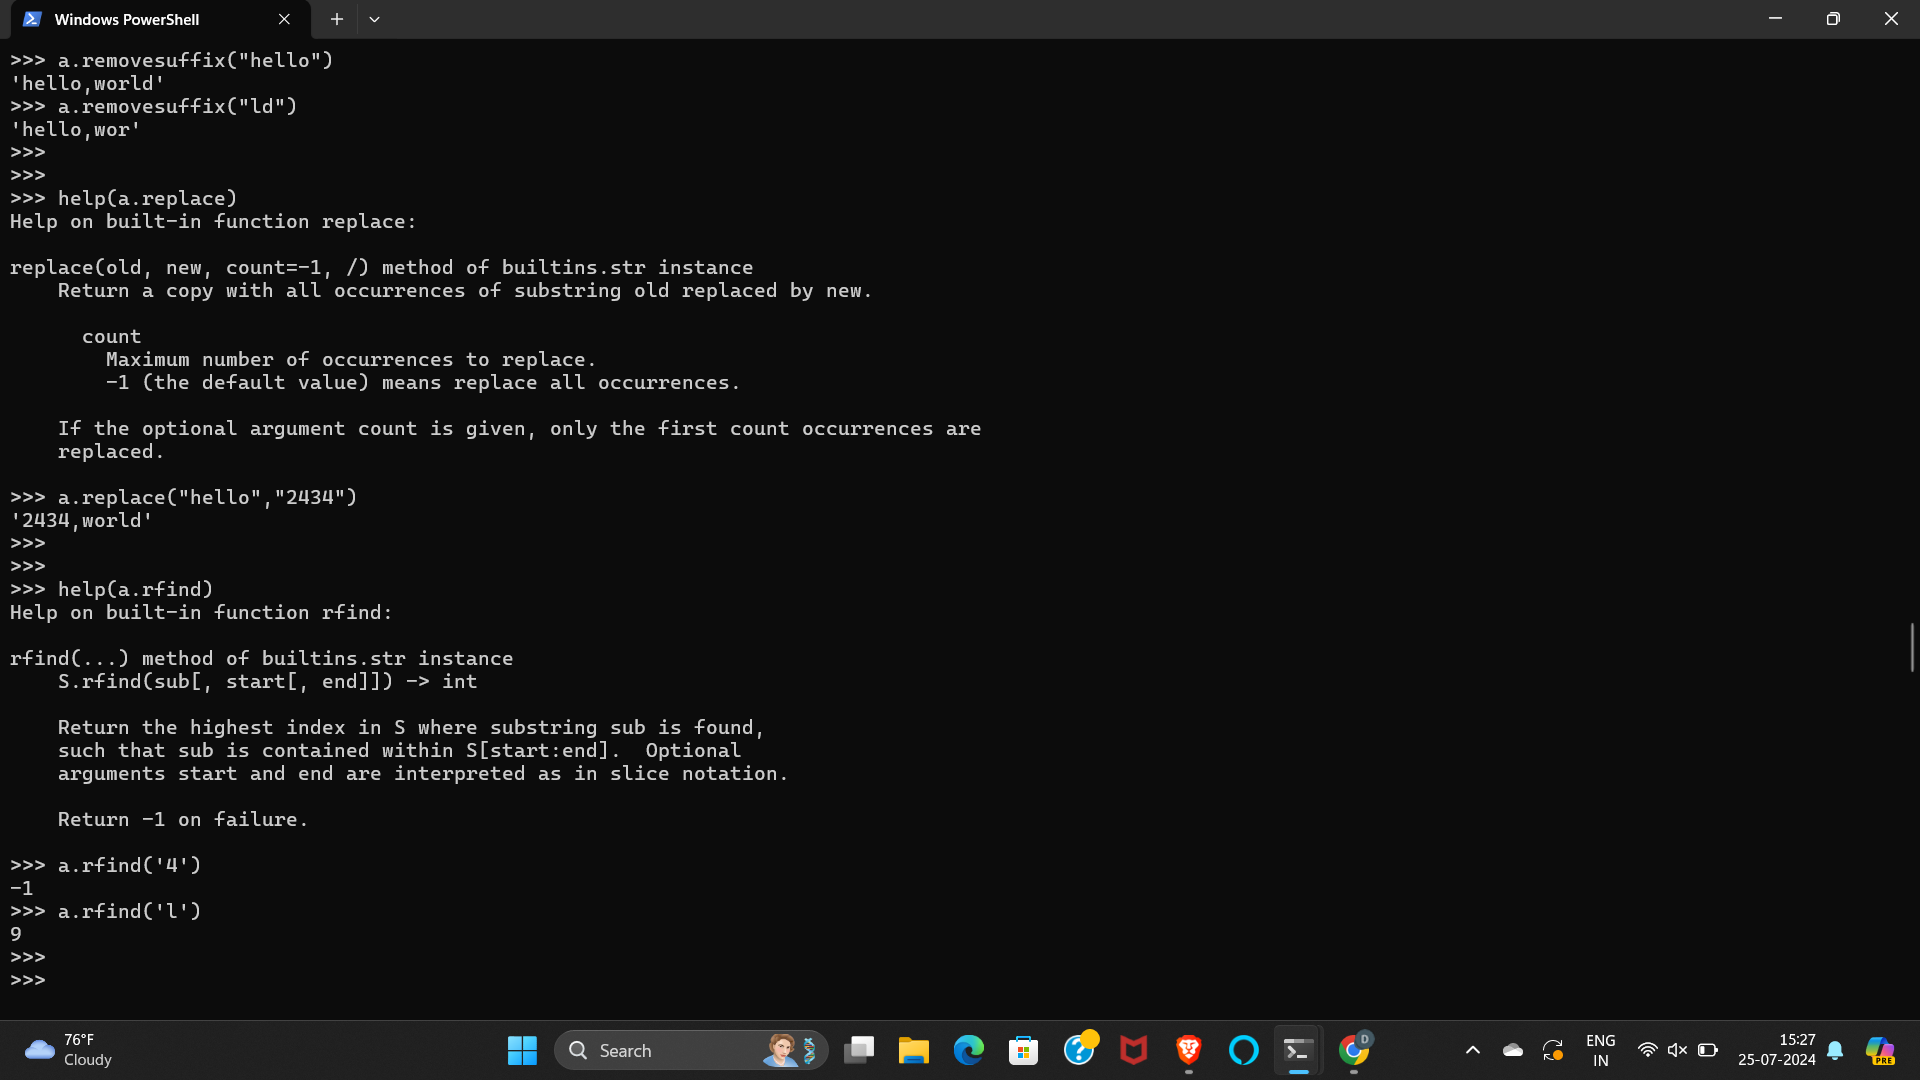 Windows PowerShell
>>> a.removesuffix("hello")
'hello,world'
>>> a.removesuffix("ld")
'hello,wor'
>>>
>>>
>>> help(a.replace)
Help on built-in function replace:
replace(old, new, count=-1, /) method of builtins.str instance
    Return a copy with all occurrences of substring old replaced by new.
      count
        Maximum number of occurrences to replace.
        -1 (the default value) means replace all occurrences.
    If the optional argument count is given, only the first count occurrences are
    replaced.
>>> a.replace("hello","2434")
'2434,world'
>>>
>>>
>>> help(a.rfind)
Help on built-in function rfind:
rfind(...) method of builtins.str instance
    S.rfind(sub[, start[, end]]) -> int
    Return the highest index in S where substring sub is found,
    such that sub is contained within S[start:end].  Optional
    arguments start and end are interpreted as in slice notation.
    Return -1 on failure.
>>> a.rfind('4')
-1
>>> a.rfind('l')
9
>>>
>>>
76°F
Cloudy
Search
D
ENG
IN
15:27
25-07-2024
PRE